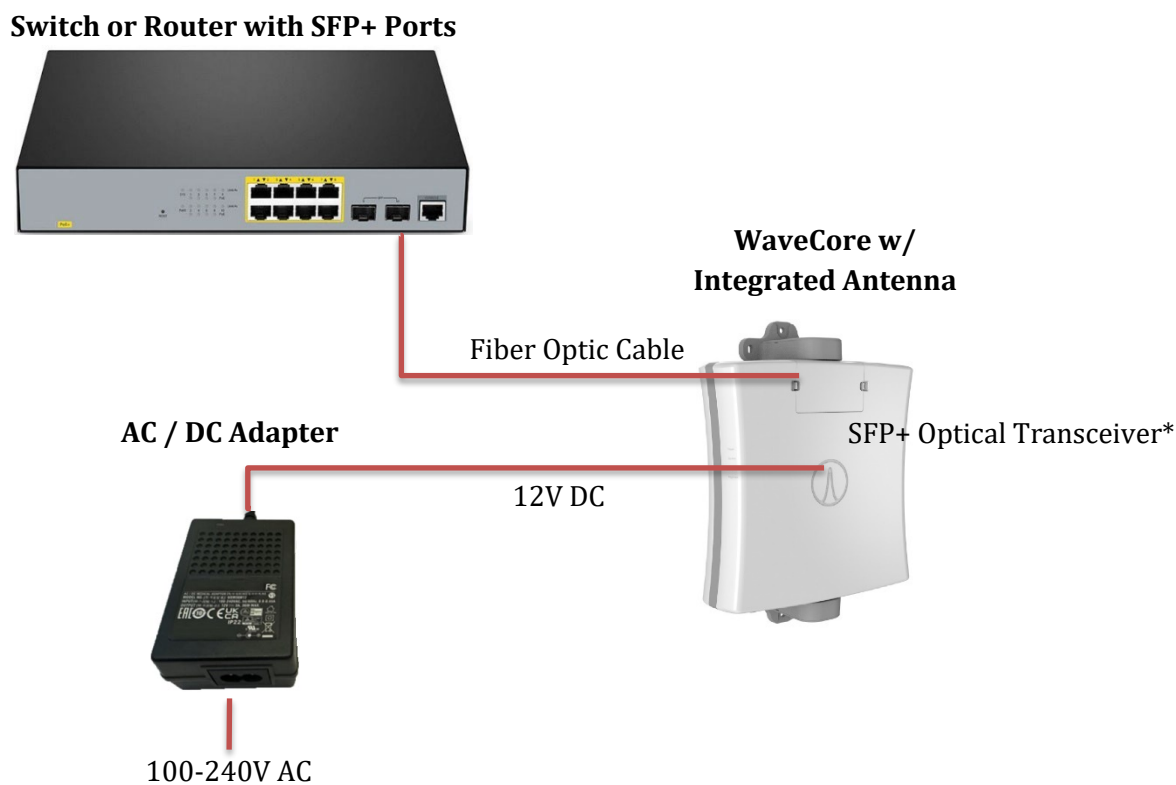 Switch or Router with SFP+ Ports
WaveCore w/
Integrated Antenna
Fiber Optic Cable
AC / DC Adapter
SFP+ Optical Transceiver*
12V DC
100-240V AC